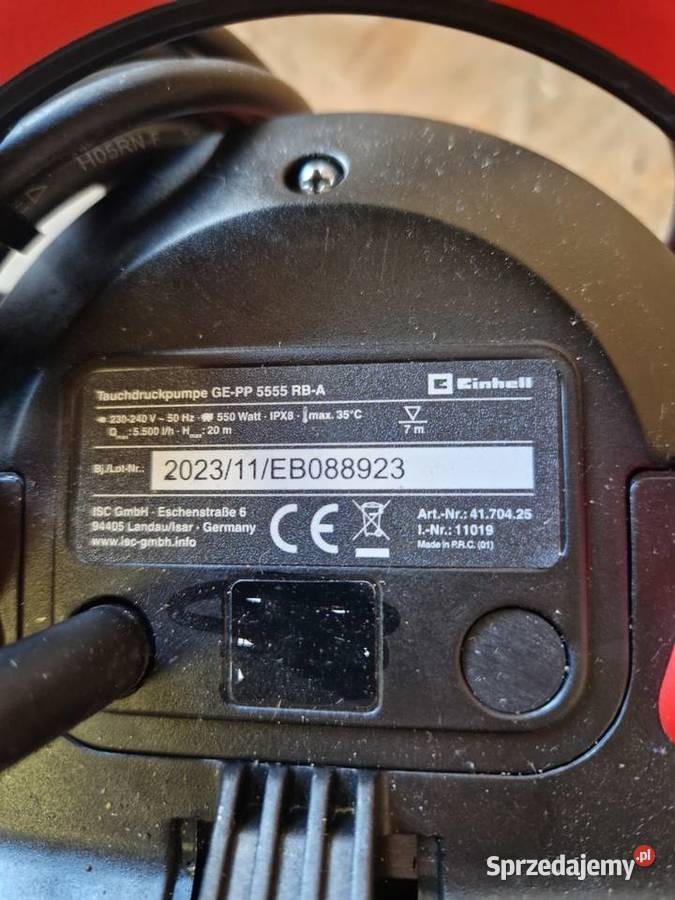 H05RN-F
Tauchdruckpumpe GE-PP 5555 RB-A
Einhell
230-240 V ~ 50 Hz · 550 Watt · IPX8 · max. 35°C
Qmax: 5.500 l/h · Hmax: 20 m
7 m
Bj./Lot-Nr.: 2023/11/EB088923
ISC GmbH · Eschenstraße 6
94405 Landau/Isar · Germany
www.isc-gmbh.info
CE
Art.-Nr.: 41.704.25
I.-Nr.: 11019
Made in P.R.C. (01)
Sprzedajemy.pl